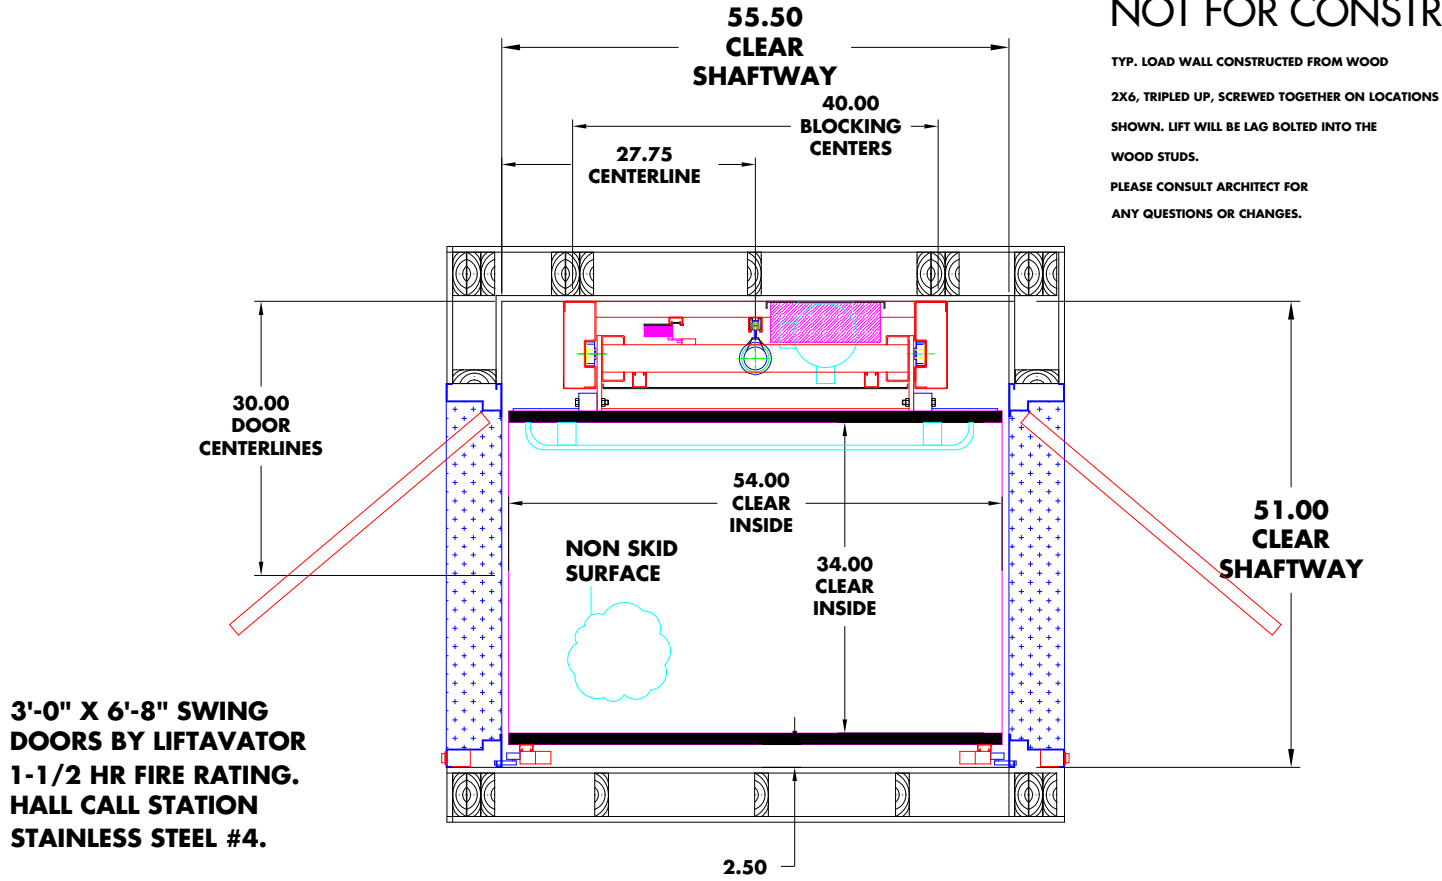 55.50
CLEAR
SHAFTWAY
NOT FOR CONSTR
TYP. LOAD WALL CONSTRUCTED FROM WOOD
2X6, TRIPLED UP, SCREWED TOGETHER ON LOCATIONS
SHOWN. LIFT WILL BE LAG BOLTED INTO THE
WOOD STUDS.
PLEASE CONSULT ARCHITECT FOR
ANY QUESTIONS OR CHANGES.
40.00
BLOCKING
CENTERS
27.75
CENTERLINE
30.00
DOOR
CENTERLINES
54.00
CLEAR
INSIDE
51.00
CLEAR
SHAFTWAY
NON SKID
SURFACE
34.00
CLEAR
INSIDE
3'-0" X 6'-8" SWING
DOORS BY LIFTAVATOR
1-1/2 HR FIRE RATING.
HALL CALL STATION
STAINLESS STEEL #4.
2.50